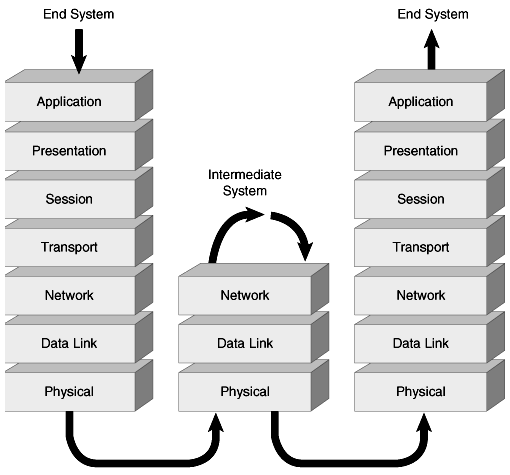 End System
End System
Application
Presentation
Session
Transport
Network
Data Link
Physical
Intermediate
System
Network
Data Link
Physical
Application
Presentation
Session
Transport
Network
Data Link
Physical